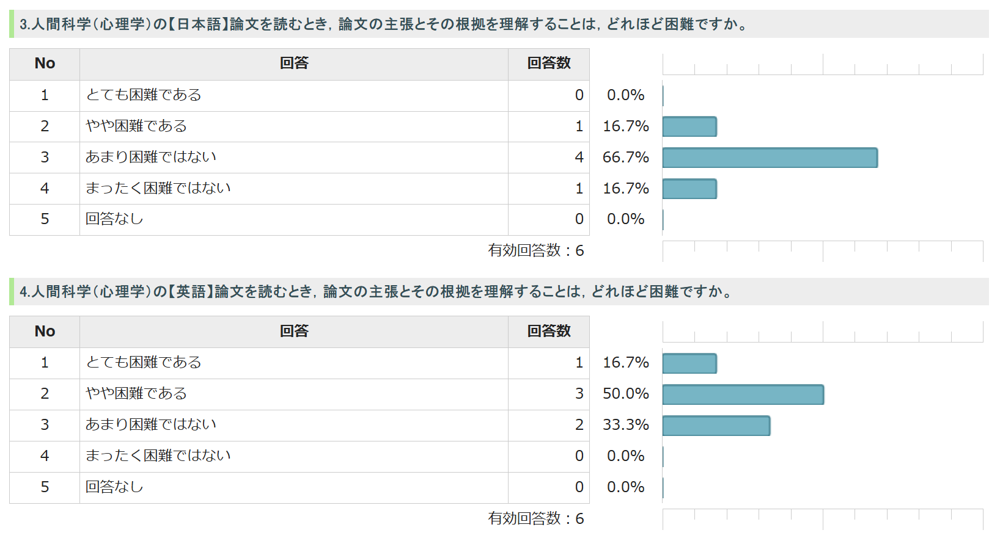 3.人間科学（心理学）の【日本語】論文を読むとき，論文の主張とその根拠を理解することは，どれほど困難ですか。
No 回答 回答数
1 とても困難である 0 0.0%
2 やや困難である 1 16.7%
3 あまり困難ではない 4 66.7%
4 まったく困難ではない 1 16.7%
5 回答なし 0 0.0%
有効回答数：6
4.人間科学（心理学）の【英語】論文を読むとき，論文の主張とその根拠を理解することは，どれほど困難ですか。
No 回答 回答数
1 とても困難である 1 16.7%
2 やや困難である 3 50.0%
3 あまり困難ではない 2 33.3%
4 まったく困難ではない 0 0.0%
5 回答なし 0 0.0%
有効回答数：6